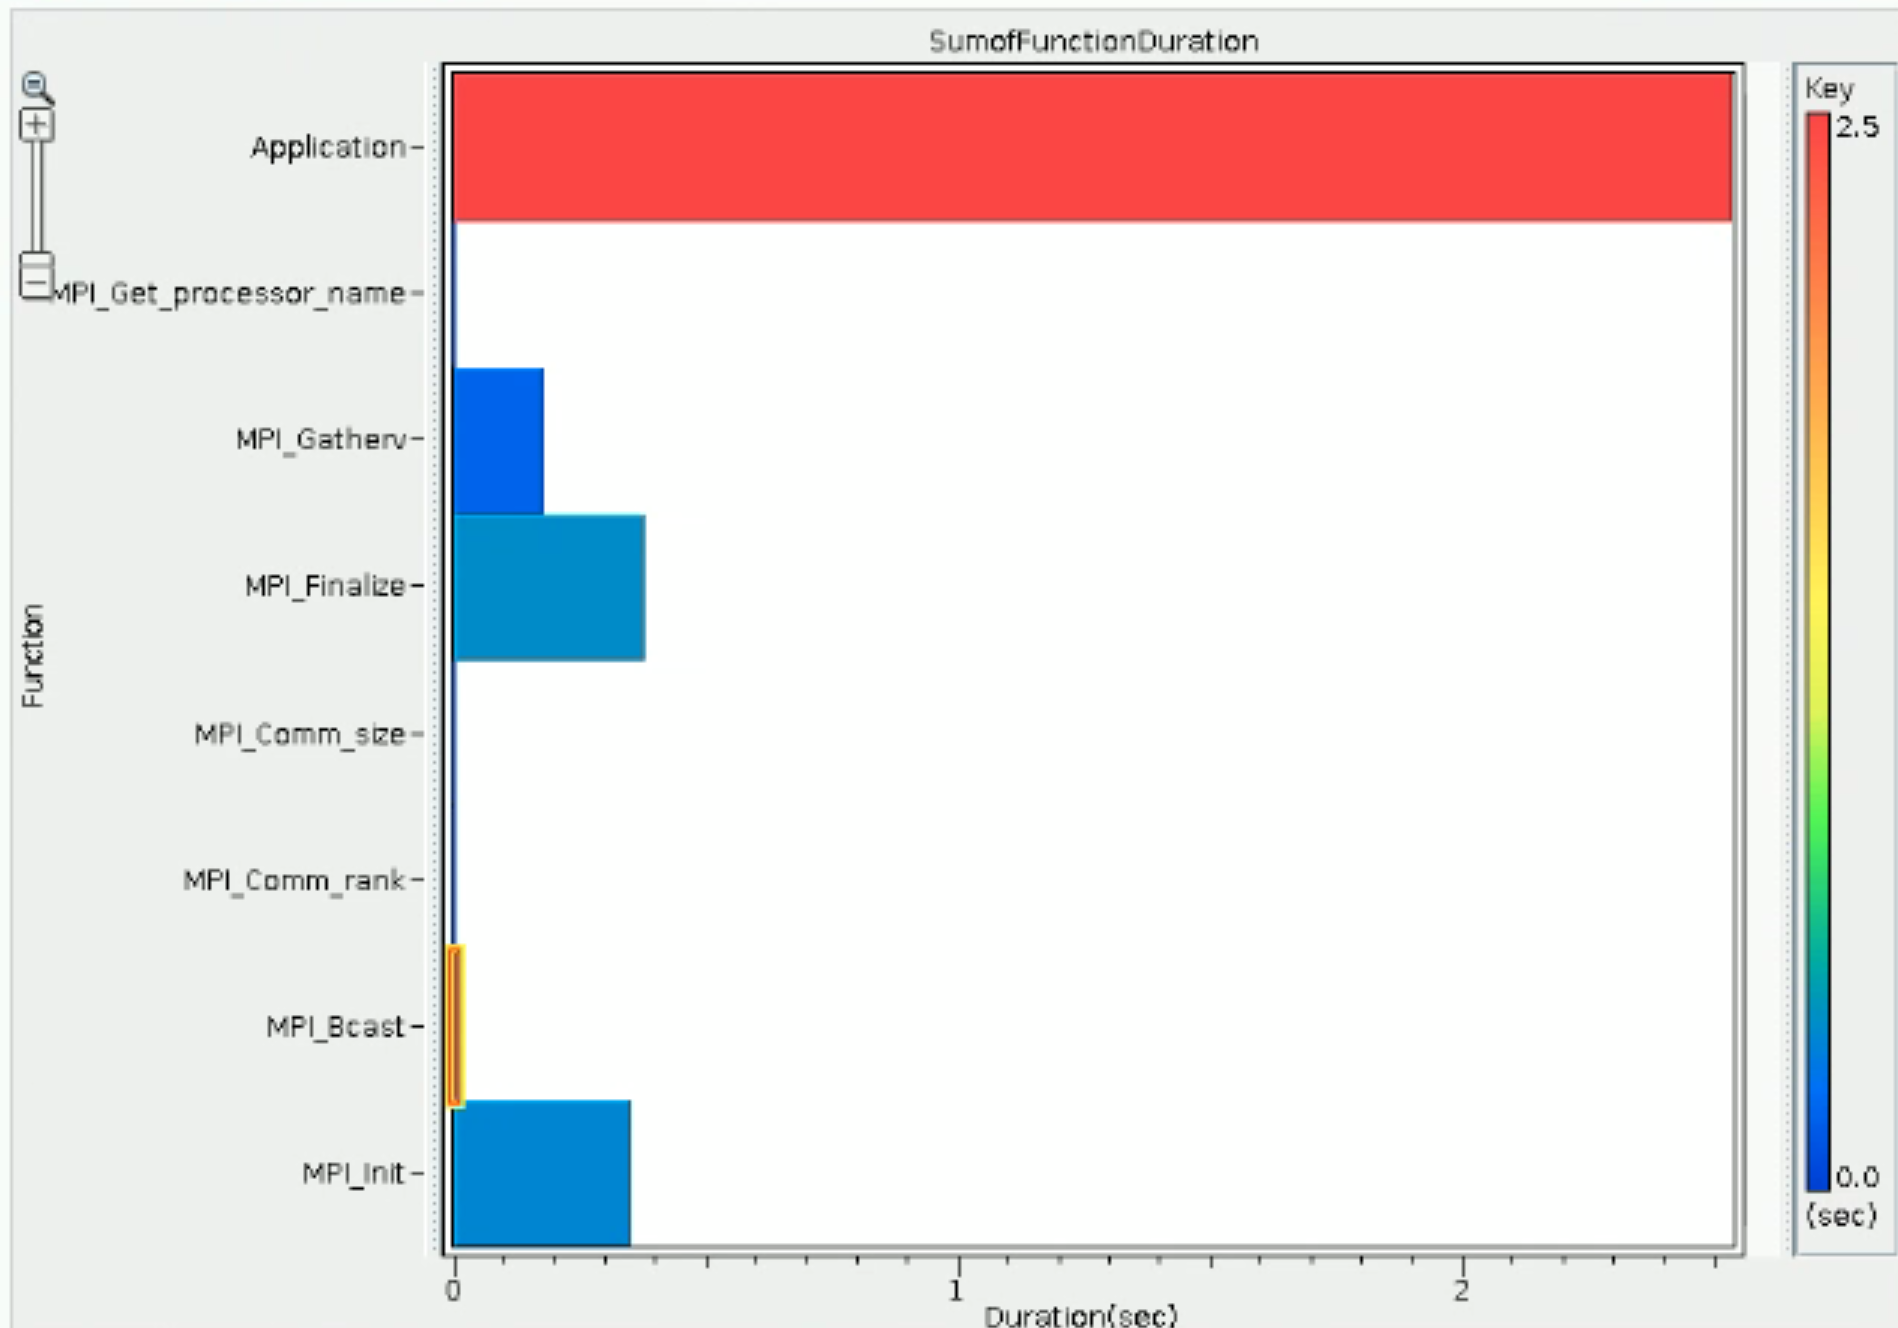 SumofFunctionDuration
Key
2.5
Application
MPI_Get_processor_name
MPI_Gatherv
MPI_Finalize
Function
MPI_Comm_size
MPI_Comm_rank
MPI_Bcast
MPI_Init
0.0
(sec)
0 1 2
Duration(sec)